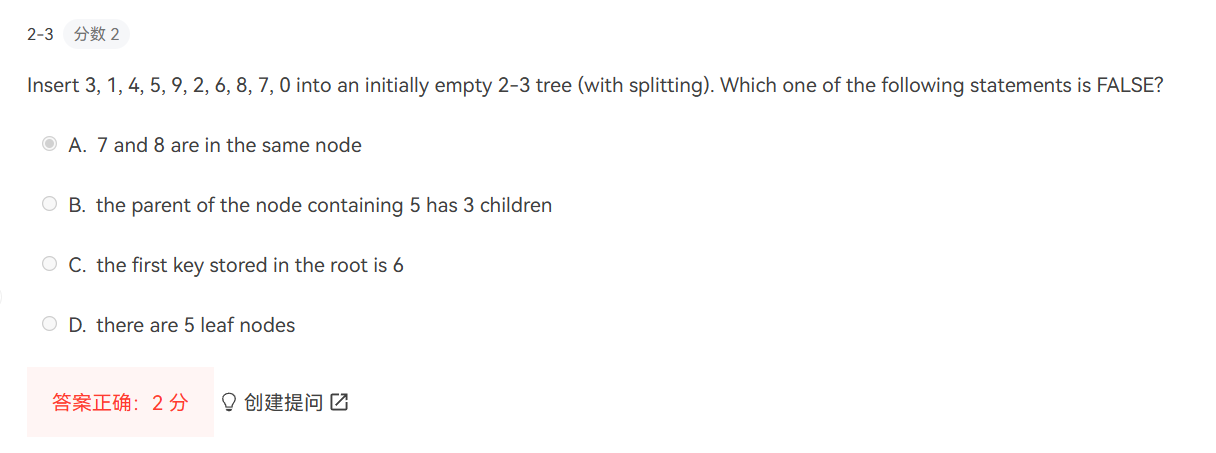 2-3 分数 2
Insert 3, 1, 4, 5, 9, 2, 6, 8, 7, 0 into an initially empty 2-3 tree (with splitting). Which one of the following statements is FALSE?
A. 7 and 8 are in the same node
B. the parent of the node containing 5 has 3 children
C. the first key stored in the root is 6
D. there are 5 leaf nodes
答案正确：2 分 创建提问